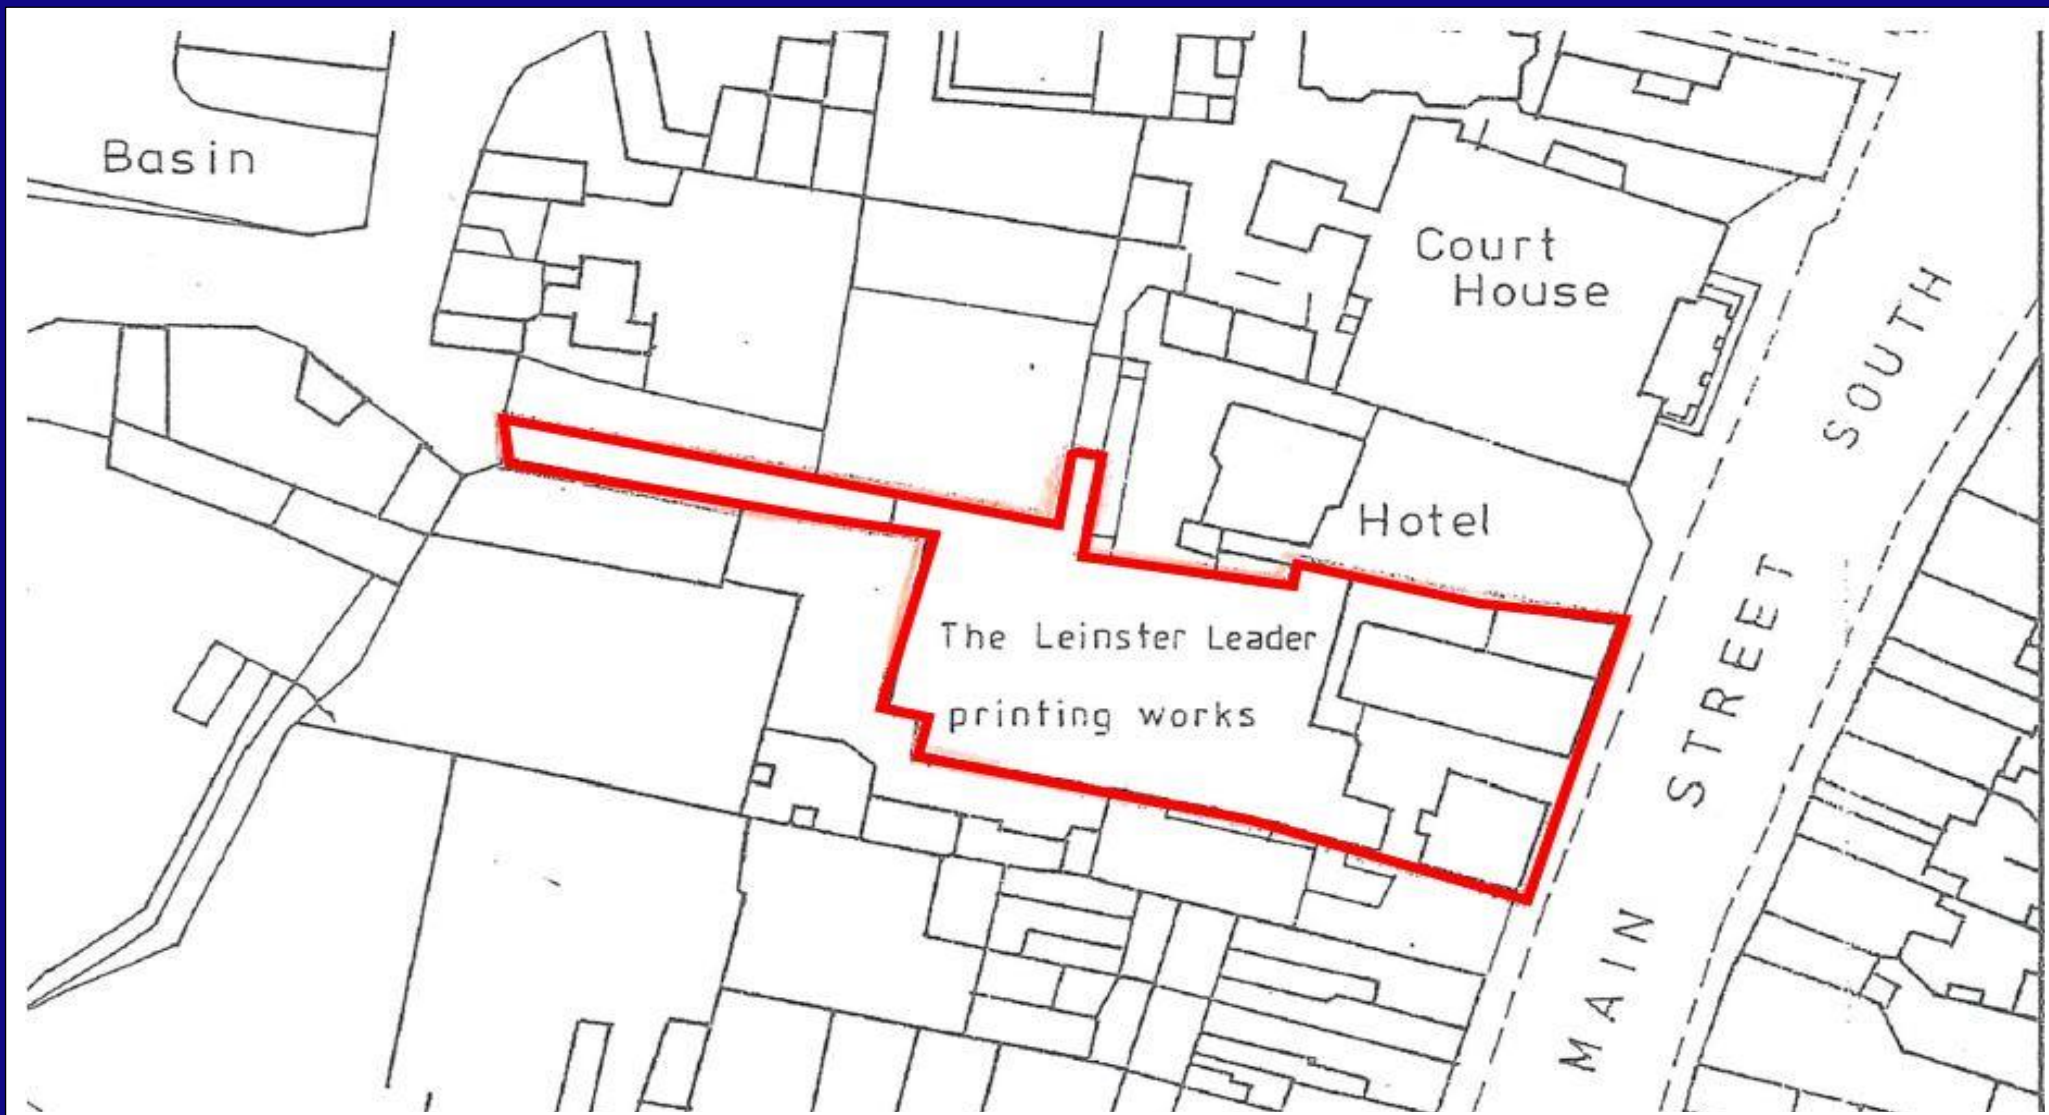 Basin
Court
House
Hotel
The Leinster Leader
printing works
MAIN STREET SOUTH